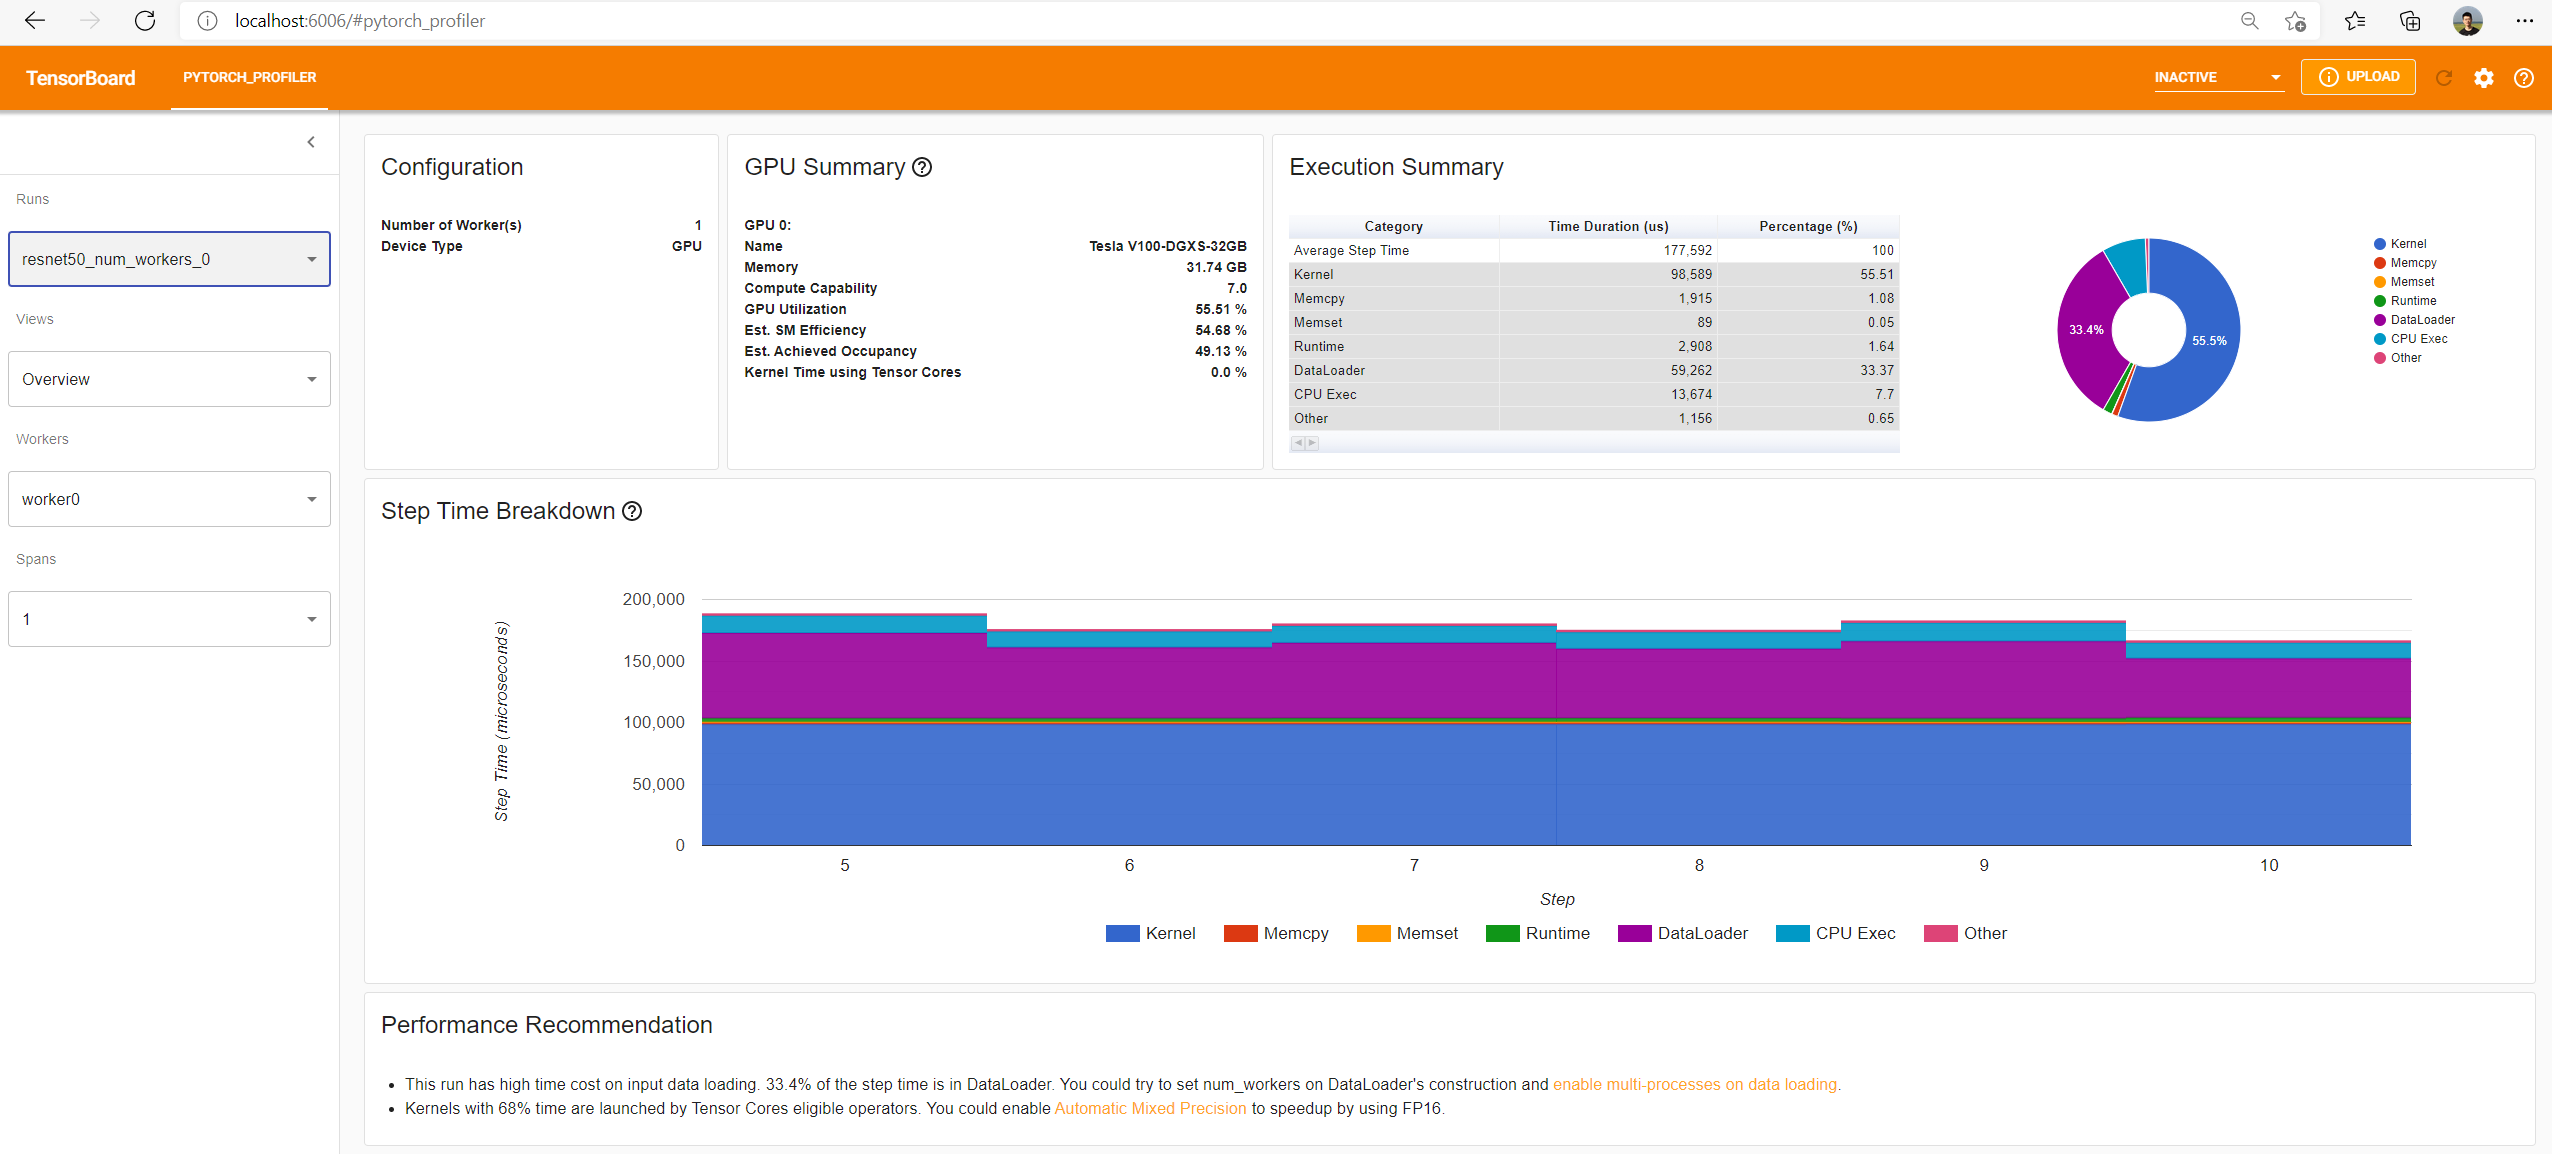 localhost:6006/#pytorch_profiler
TensorBoard
PYTORCH_PROFILER
INACTIVE
UPLOAD
Runs
resnet50_num_workers_0
Views
Overview
Workers
worker0
Spans
1
Configuration
Number of Worker(s) 1
Device Type GPU
GPU Summary
GPU 0:
Name Tesla V100-DGXS-32GB
Memory 31.74 GB
Compute Capability 7.0
GPU Utilization 55.51 %
Est. SM Efficiency 54.68 %
Est. Achieved Occupancy 49.13 %
Kernel Time using Tensor Cores 0.0 %
Execution Summary
Category Time Duration (us) Percentage (%)
Average Step Time 177,592 100
Kernel 98,589 55.51
Memcpy 1,915 1.08
Memset 89 0.05
Runtime 2,908 1.64
DataLoader 59,262 33.37
CPU Exec 13,674 7.7
Other 1,156 0.65
33.4%
55.5%
Kernel
Memcpy
Memset
Runtime
DataLoader
CPU Exec
Other
Step Time Breakdown
Step Time (microseconds)
200,000
150,000
100,000
50,000
0
5 6 7 8 9 10
Step
Kernel Memcpy Memset Runtime DataLoader CPU Exec Other
Performance Recommendation
• This run has high time cost on input data loading. 33.4% of the step time is in DataLoader. You could try to set num_workers on DataLoader's construction and enable multi-processes on data loading.
• Kernels with 68% time are launched by Tensor Cores eligible operators. You could enable Automatic Mixed Precision to speedup by using FP16.